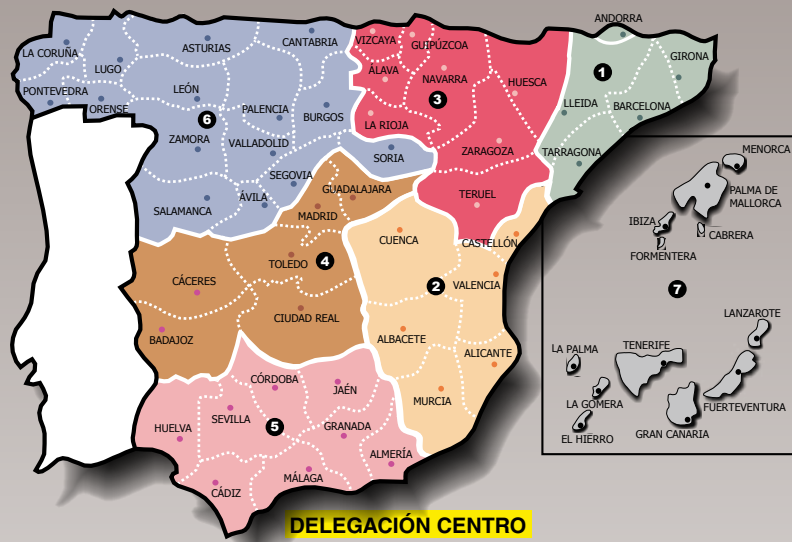 ANDORRA
LA CORUÑA
ASTURIAS
CANTABRIA
VIZCAYA
GUIPÚZCOA
GIRONA
LUGO
ÁLAVA
NAVARRA
HUESCA
1
PONTEVEDRA
ORENSE
LEÓN
PALENCIA
BURGOS
3
LLEIDA
BARCELONA
6
LA RIOJA
ZAMORA
VALLADOLID
SORIA
ZARAGOZA
TARRAGONA
MENORCA
SEGOVIA
GUADALAJARA
TERUEL
PALMA DE
MALLORCA
SALAMANCA
ÁVILA
MADRID
IBIZA
CABRERA
FORMENTERA
CUENCA
CASTELLÓN
TOLEDO
4
CÁCERES
2
VALENCIA
7
CIUDAD REAL
LANZAROTE
BADAJOZ
ALBACETE
ALICANTE
LA PALMA
TENERIFE
CÓRDOBA
JAÉN
MURCIA
LA GOMERA
FUERTEVENTURA
HUELVA
SEVILLA
5
GRANADA
EL HIERRO
GRAN CANARIA
ALMERÍA
CÁDIZ
MÁLAGA
DELEGACIÓN CENTRO